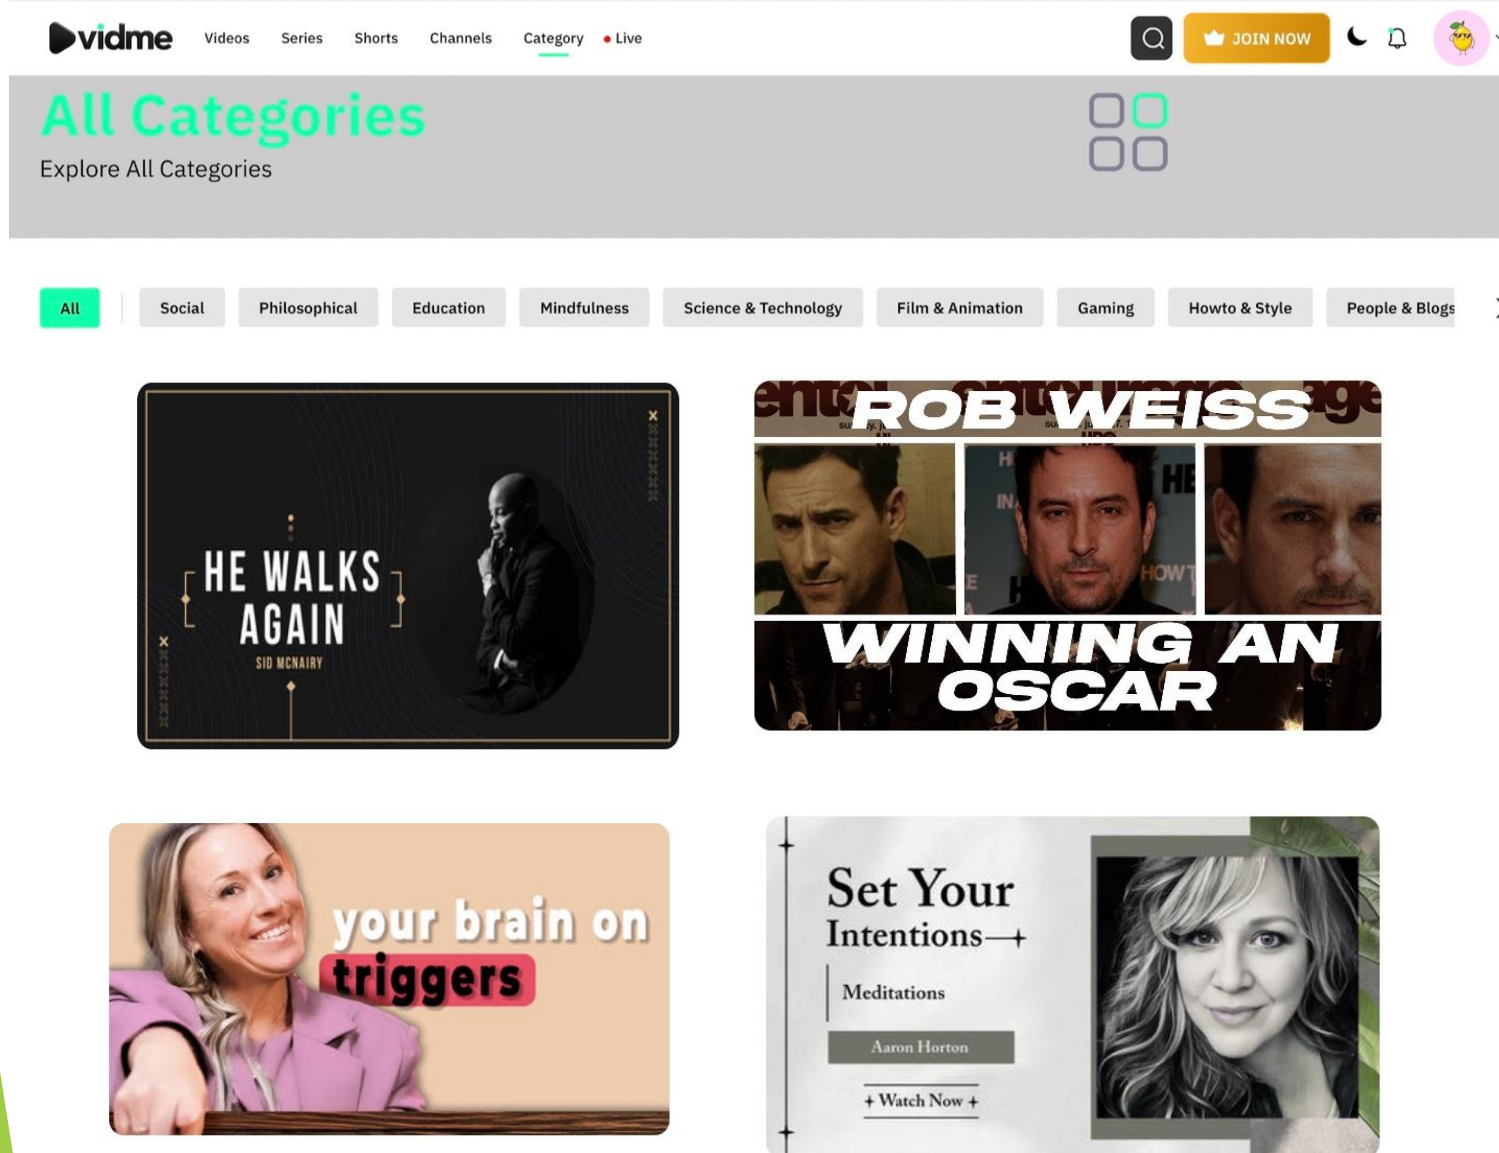 vidme
Videos Series Shorts Channels Category Live
JOIN NOW
All Categories
Explore All Categories
All Social Philosophical Education Mindfulness Science & Technology Film & Animation Gaming Howto & Style People & Blogs
HE WALKS
AGAIN
SID MCNAIRY
ROB WEISS
WINNING AN
OSCAR
your brain on
triggers
Set Your
Intentions
Meditations
Aaron Horton
Watch Now